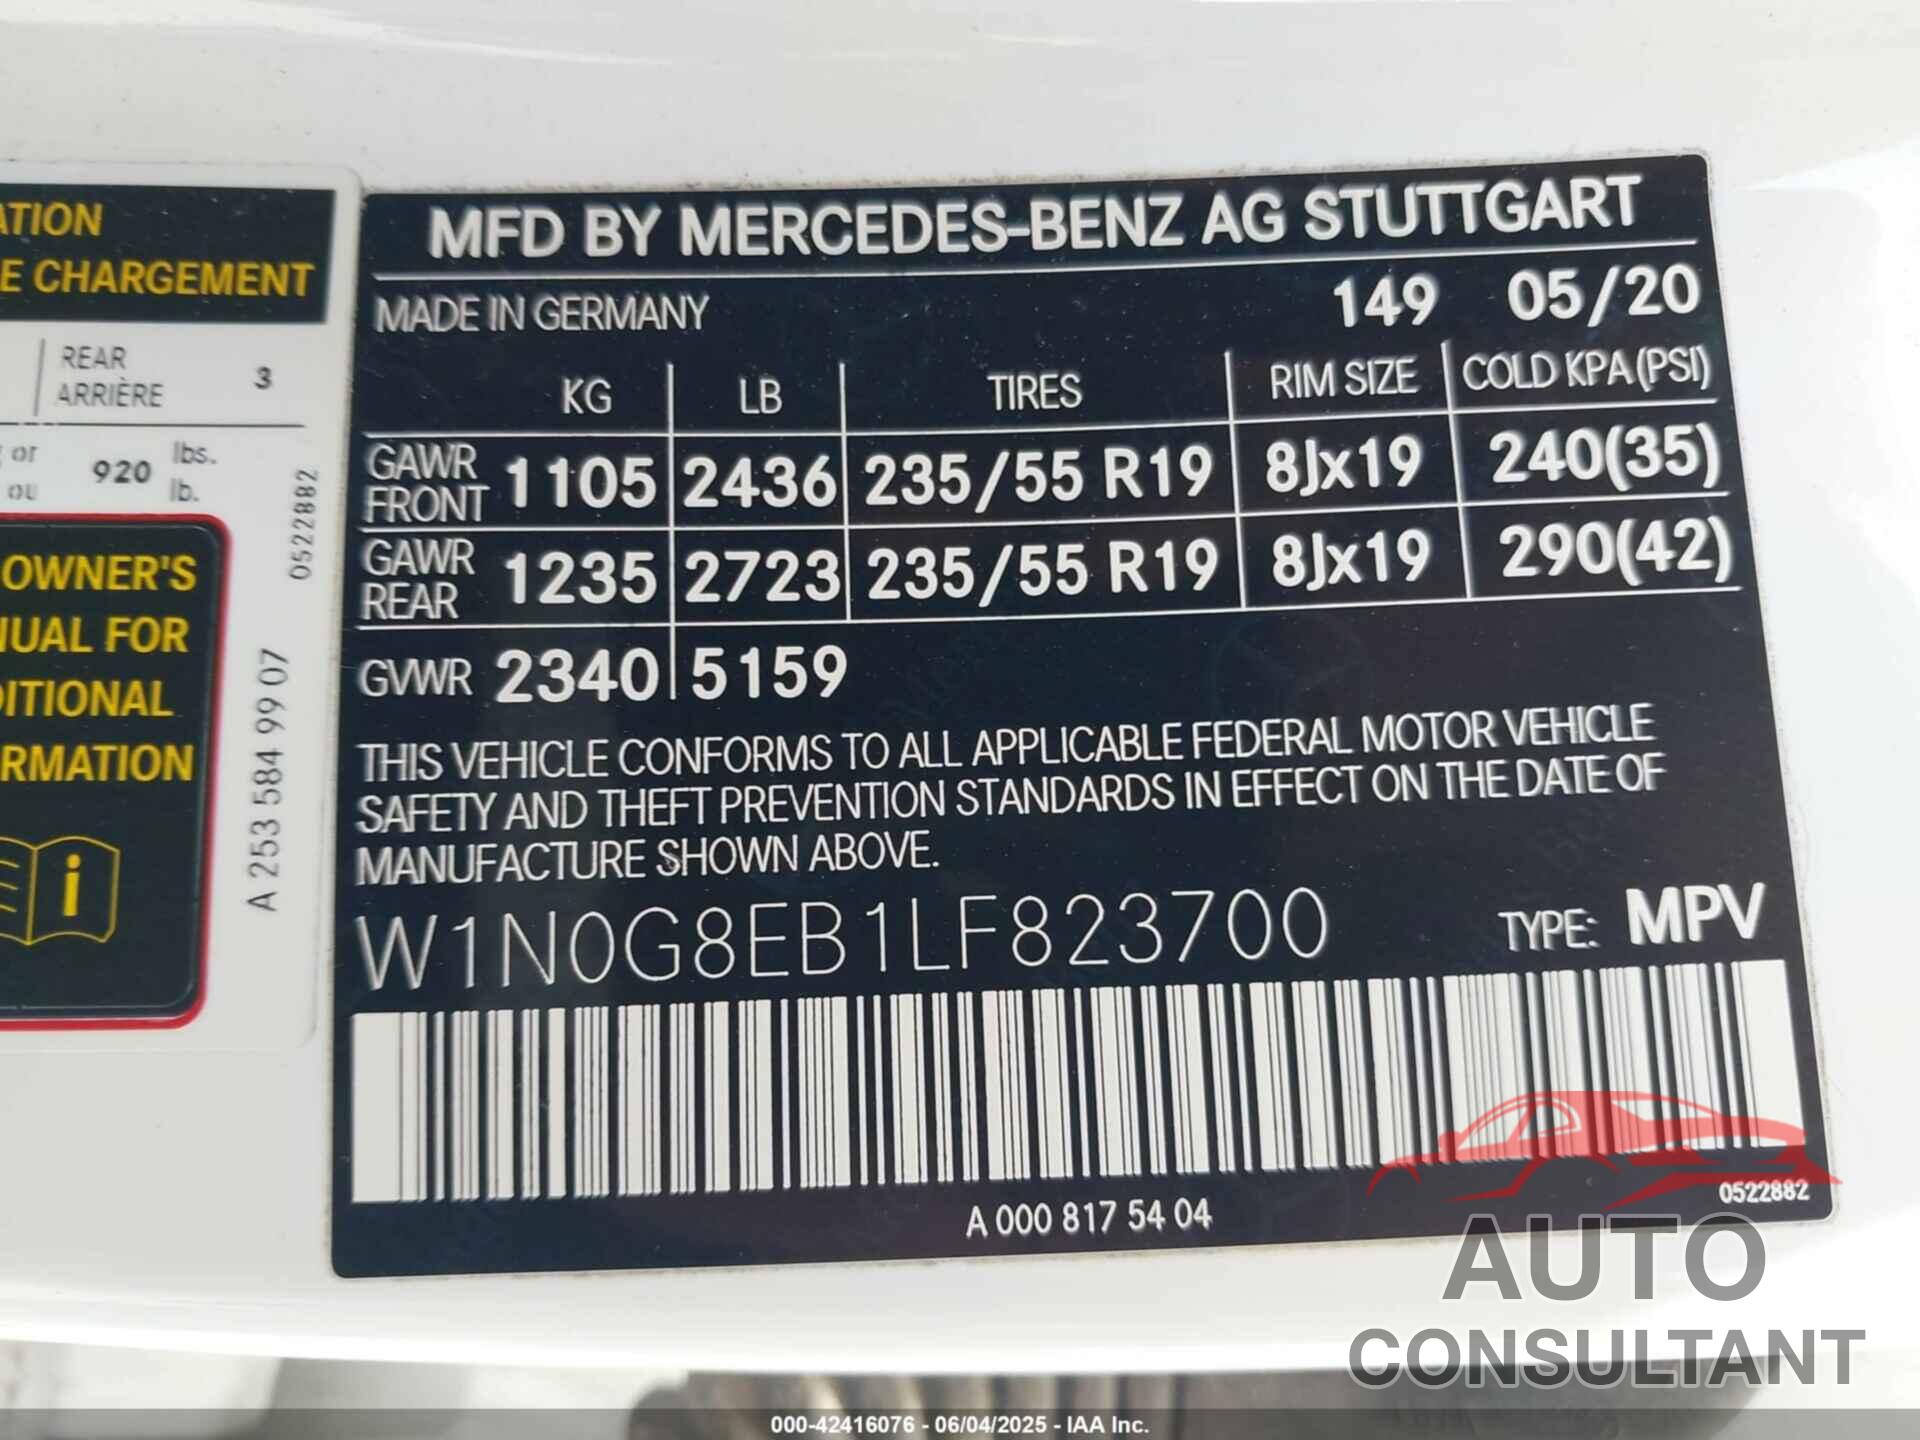 ATION
E CHARGEMENT
REAR
ARRIÈRE
3
or
ou
920
lbs.
lb.
0522882
OWNER'S
NUAL FOR
DITIONAL
RMATION
A 253 584 99 07
MFD BY MERCEDES-BENZ AG STUTTGART
MADE IN GERMANY 149 05/20
KG LB TIRES RIM SIZE COLD KPA (PSI)
GAWR FRONT 1105 2436 235/55 R19 8Jx19 240(35)
GAWR REAR 1235 2723 235/55 R19 8Jx19 290(42)
GVWR 2340 5159
THIS VEHICLE CONFORMS TO ALL APPLICABLE FEDERAL MOTOR VEHICLE
SAFETY AND THEFT PREVENTION STANDARDS IN EFFECT ON THE DATE OF
MANUFACTURE SHOWN ABOVE.
W1N0G8EB1LF823700 TYPE: MPV
A 000 817 54 04
0522882
AUTO
CONSULTANT
000-42416076 - 06/04/2025 - IAA Inc.